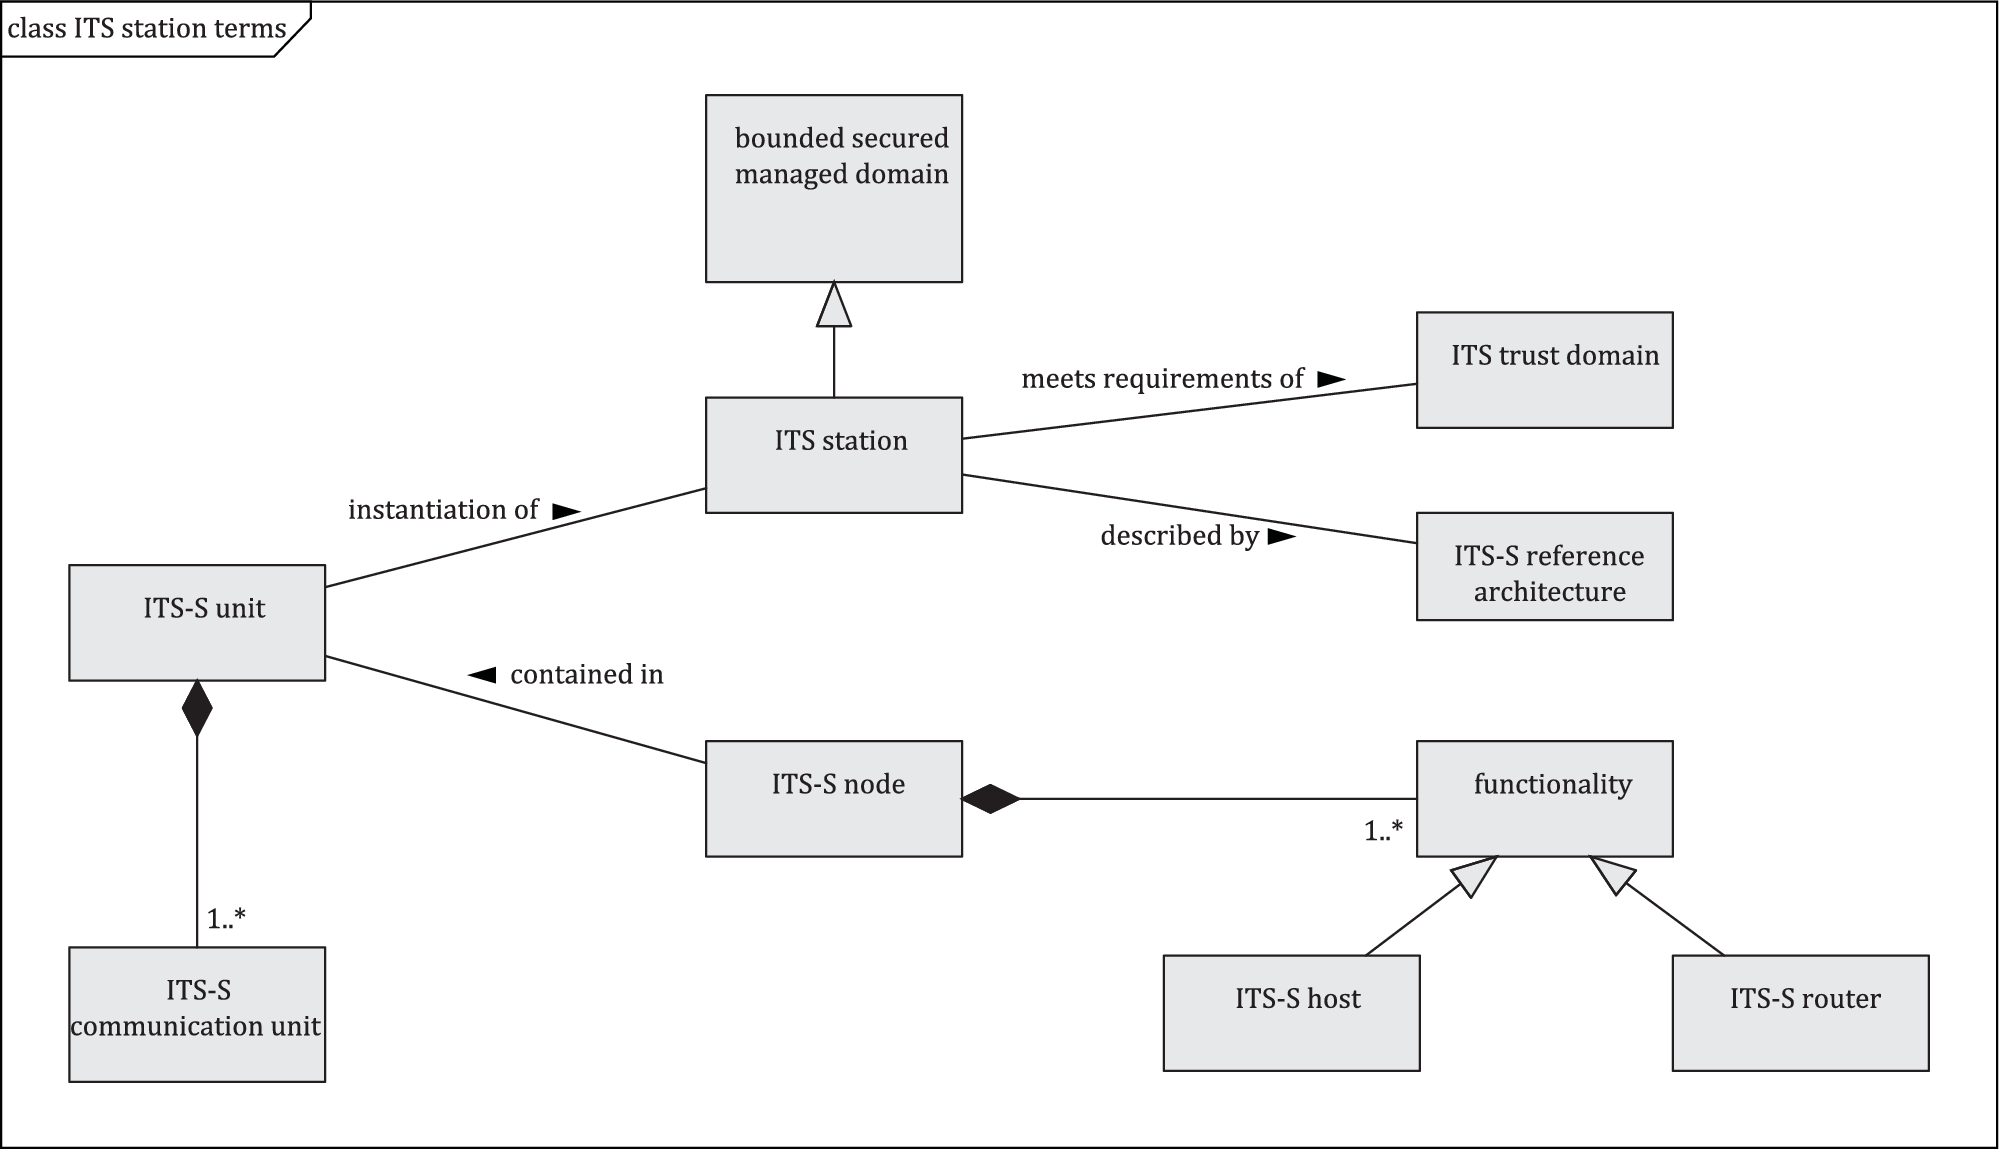 class ITS station terms
bounded secured
managed domain
ITS trust domain
meets requirements of
ITS station
instantiation of
described by
ITS-S reference
architecture
ITS-S unit
contained in
ITS-S node
functionality
1..*
1..*
ITS-S
communication unit
ITS-S host
ITS-S router